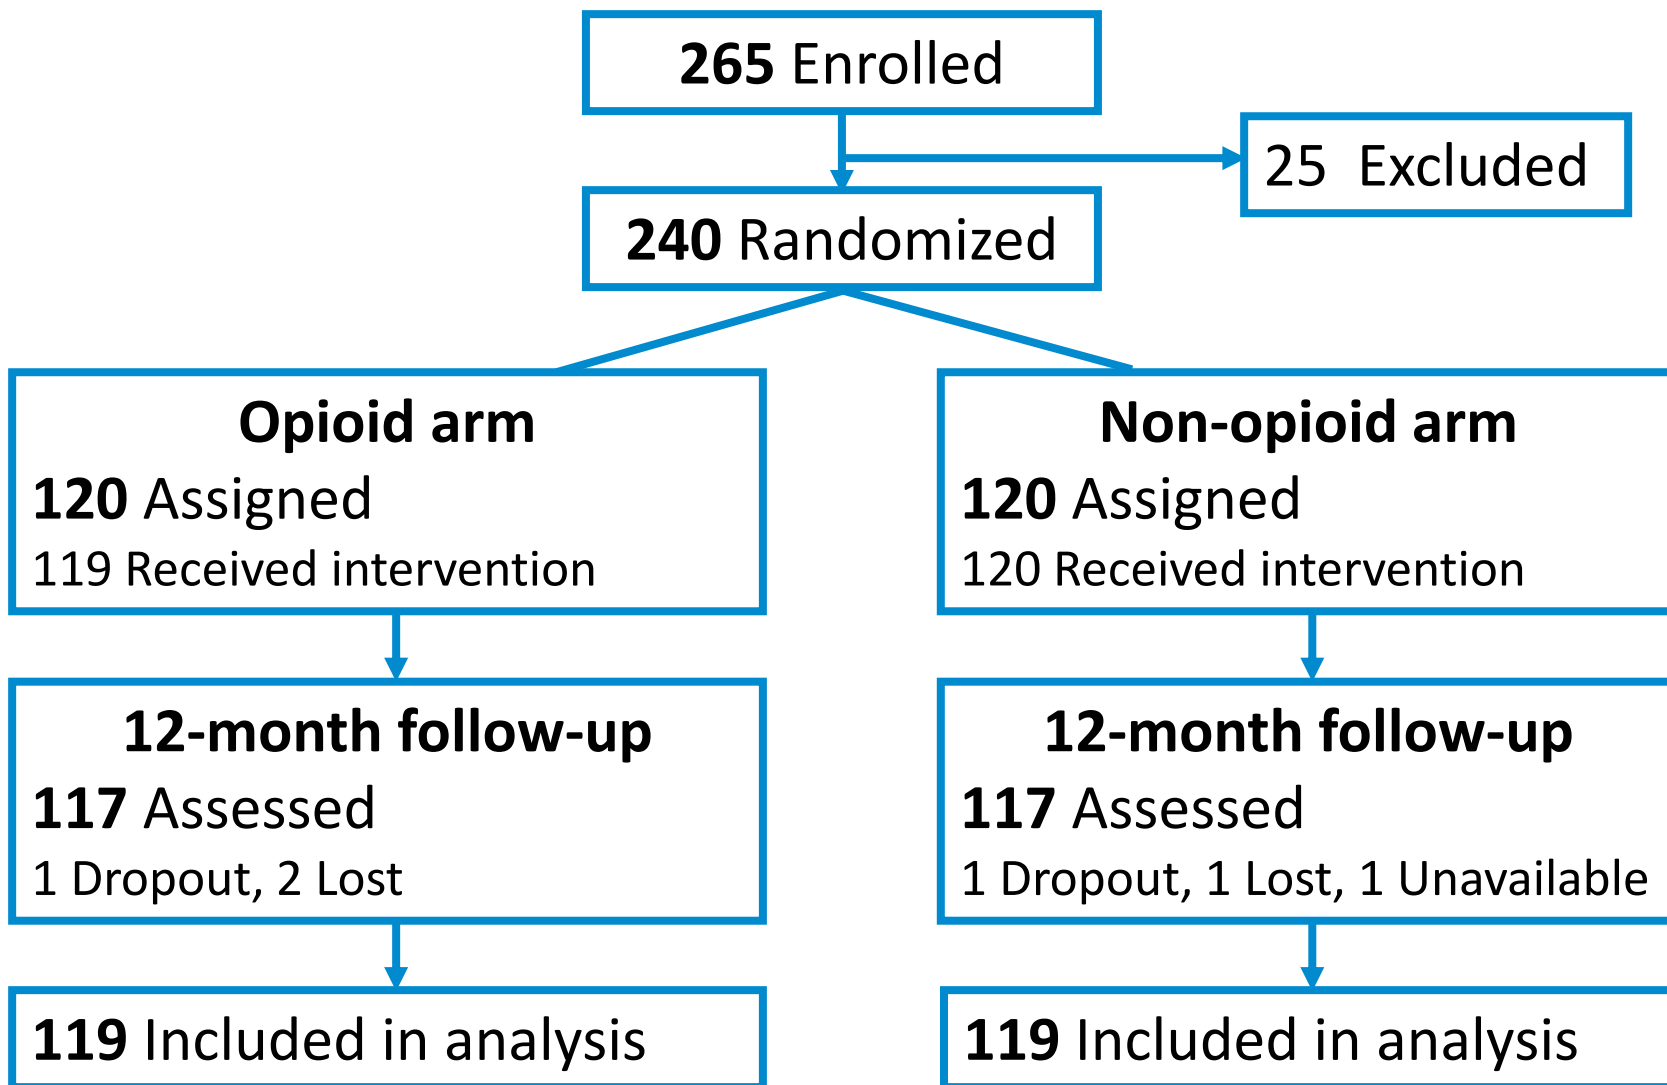 265 Enrolled
25 Excluded
240 Randomized
Opioid arm
120 Assigned
119 Received intervention
Non-opioid arm
120 Assigned
120 Received intervention
12-month follow-up
117 Assessed
1 Dropout, 2 Lost
12-month follow-up
117 Assessed
1 Dropout, 1 Lost, 1 Unavailable
119 Included in analysis
119 Included in analysis